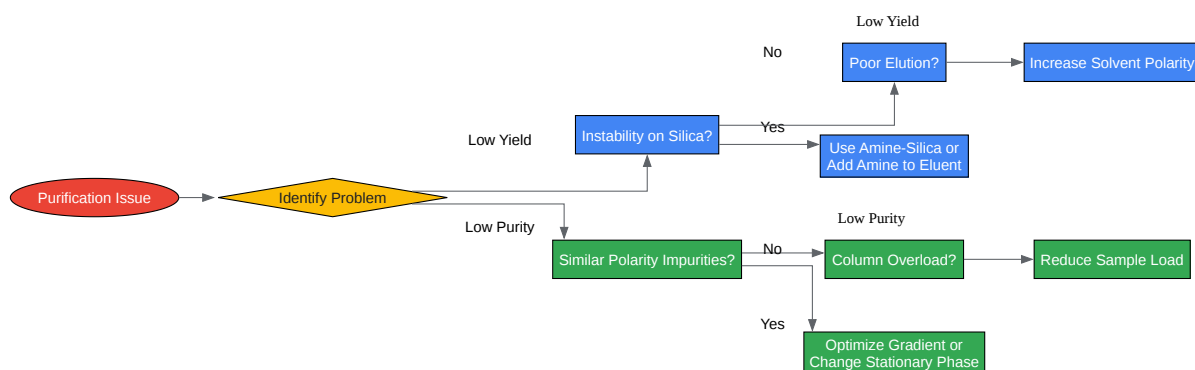 Low Yield
No
Poor Elution?
Increase Solvent Polarity
Low Yield
Instability on Silica?
Yes
Use Amine-Silica or
Add Amine to Eluent
Purification Issue
Identify Problem
Low Purity
Low Purity
Similar Polarity Impurities?
No
Column Overload?
Reduce Sample Load
Yes
Optimize Gradient or
Change Stationary Phase